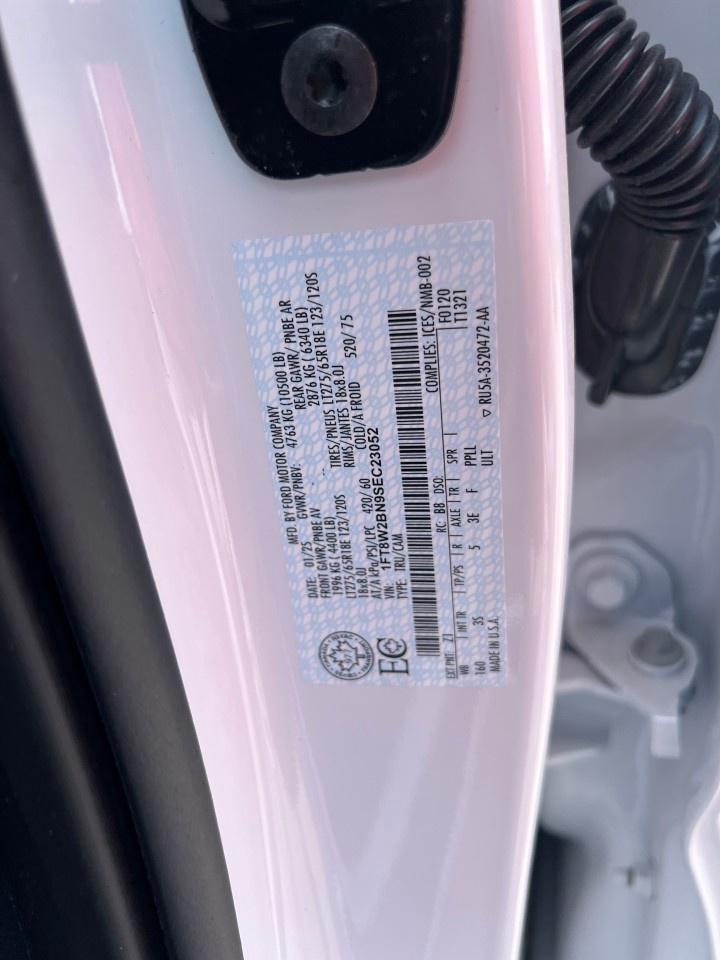 MFD. BY FORD MOTOR COMPANY
DATE: 01/25 GWVR/PNBV: 4763 KG (10500 LB)
FRONT GAWR/PNBE AV REAR GAWR/ PNBE AR
1996 KG (4400 LB) 2876 KG (6340 LB)
LT275/65R18E 123/120S TIRES/PNEUS LT275/65R18E 123/120S
18x8.0J RIMS/JANTES 18x8.0J
AT/A kPa/PSI/LPC 420/60 COLD/A FROID 520/75
VIN: 1FT8W2BN9SEC23052
TYPE: TRU/CAM
EC
COMPLIES: ICES/NMB-002
EXT PNT: Z1 RC: BB DSO: F0120
WB INT TR TP/PS R AXLE TR SPR T1321
160 3S 5 3E F PPLL
MADE IN U.S.A. ULT ▽ RU5A-3520472-AA